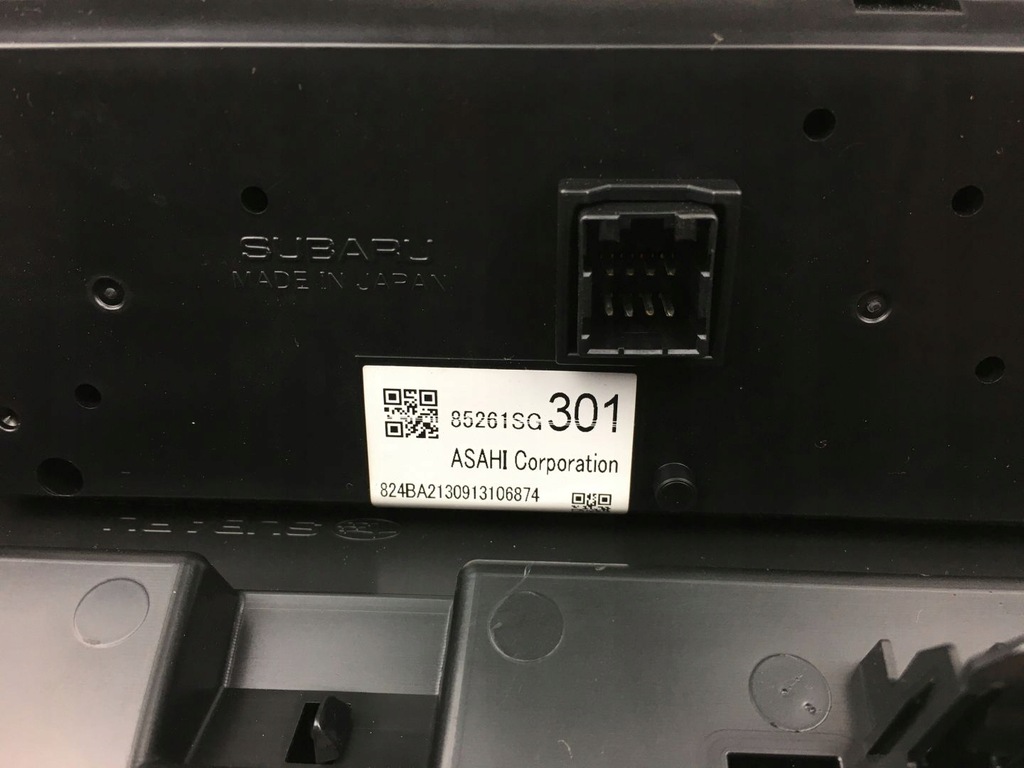 SUBARU
MADE IN JAPAN
85261SG 301
ASAHI Corporation
824BA2130913106874